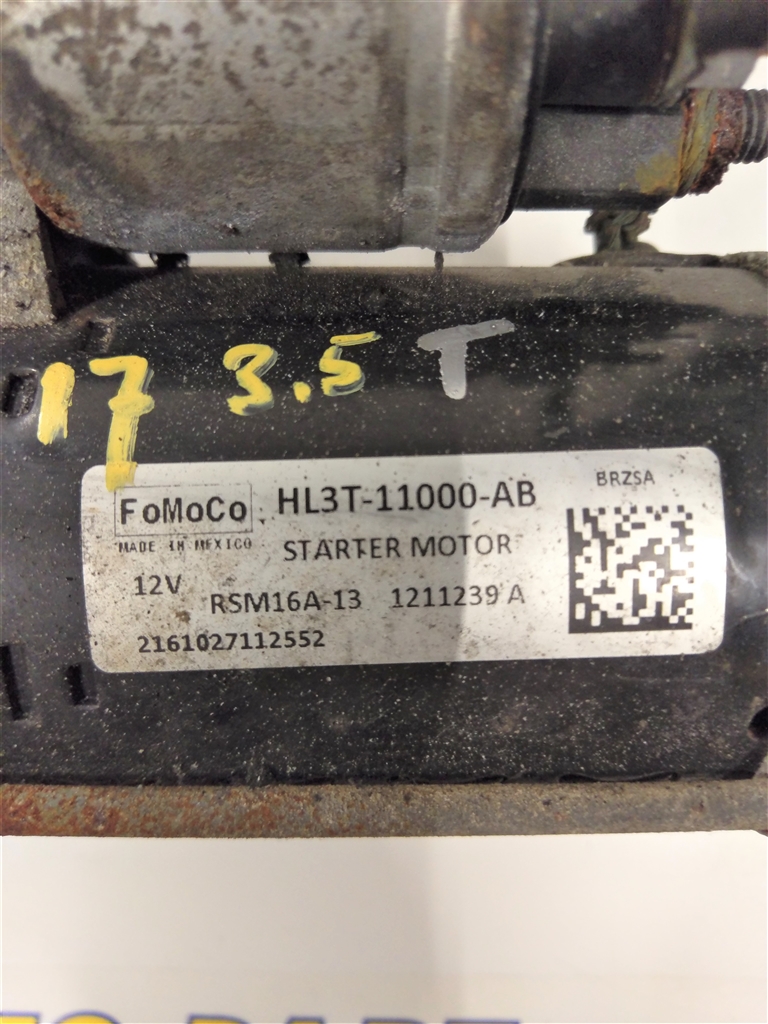 17 3.5 T
BRZSA
FoMoCo HL3T-11000-AB
MADE IN MEXICO STARTER MOTOR
12V RSM16A-13 1211239 A
2161027112552